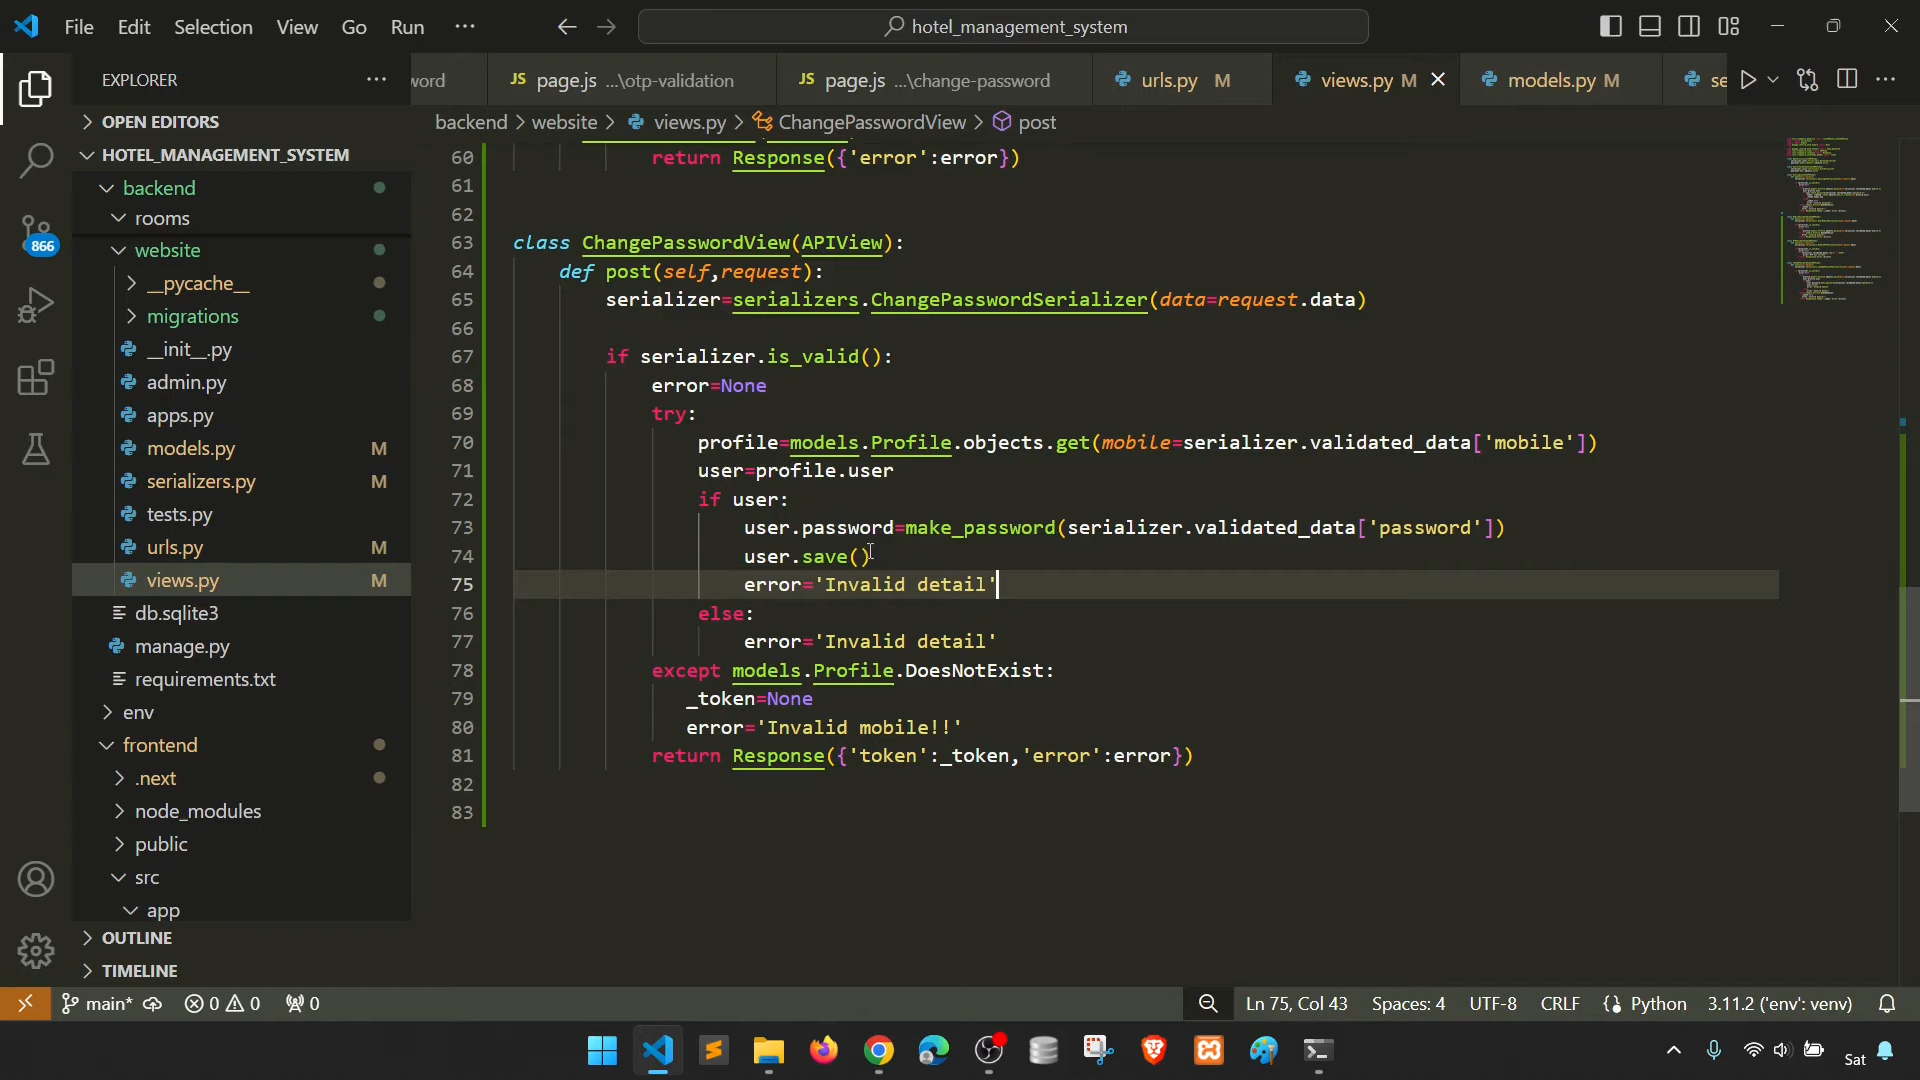 File Edit Selection View Go Run ··· hotel_management_system
EXPLORER ···
word page.js ...\otp-validation page.js ...\change-password urls.py M views.py M models.py M se
JS JS
OPEN EDITORS
backend > website > views.py > ChangePasswordView > post
HOTEL_MANAGEMENT_SYSTEM
backend
rooms
website
__pycache__
migrations
__init__.py
admin.py
apps.py
models.py M
serializers.py M
tests.py
urls.py M
views.py M
db.sqlite3
manage.py
requirements.txt
env
frontend
.next
node_modules
public
src
app
OUTLINE
TIMELINE
866
60 return Response({'error':error})
61
62
63 class ChangePasswordView(APIView):
64 def post(self,request):
65 serializer=serializers.ChangePasswordSerializer(data=request.data)
66
67 if serializer.is_valid():
68 error=None
69 try:
70 profile=models.Profile.objects.get(mobile=serializer.validated_data['mobile'])
71 user=profile.user
72 if user:
73 user.password=make_password(serializer.validated_data['password'])
74 user.save()
75 error='Invalid detail'
76 else:
77 error='Invalid detail'
78 except models.Profile.DoesNotExist:
79 _token=None
80 error='Invalid mobile!!'
81 return Response({'token':_token,'error':error})
82
83
main* 0 0 0 Ln 75, Col 43 Spaces: 4 UTF-8 CRLF Python 3.11.2 ('env': venv)
Sat